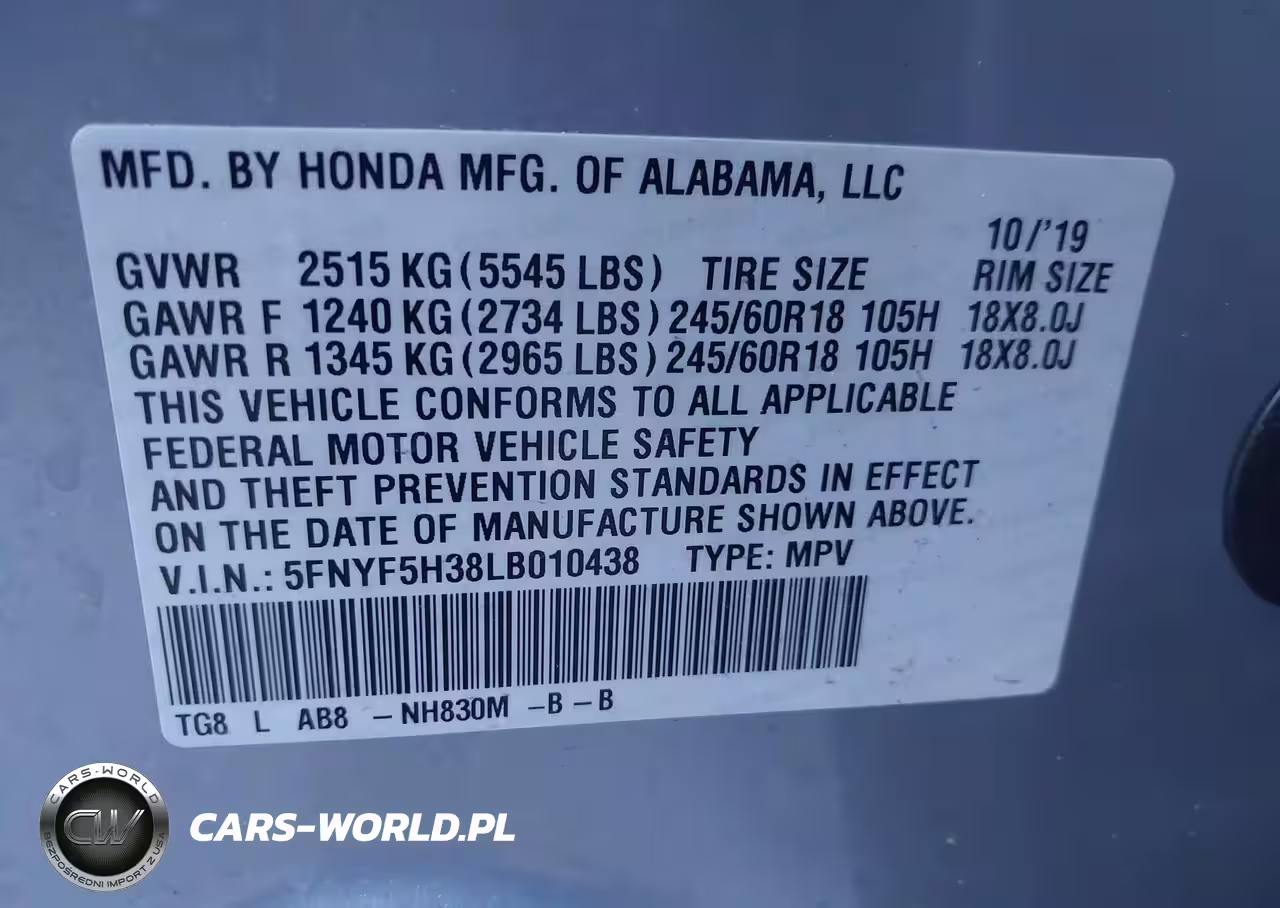 MFD. BY HONDA MFG. OF ALABAMA, LLC
10/'19
GVWR 2515 KG (5545 LBS) TIRE SIZE RIM SIZE
GAWR F 1240 KG (2734 LBS) 245/60R18 105H 18X8.0J
GAWR R 1345 KG (2965 LBS) 245/60R18 105H 18X8.0J
THIS VEHICLE CONFORMS TO ALL APPLICABLE
FEDERAL MOTOR VEHICLE SAFETY
AND THEFT PREVENTION STANDARDS IN EFFECT
ON THE DATE OF MANUFACTURE SHOWN ABOVE.
V.I.N.: 5FNYF5H38LB010438 TYPE: MPV
TG8 L AB8 -NH830M -B-B
CARS-WORLD
CW
BEZPOŚREDNI IMPORT Z USA
CARS-WORLD.PL